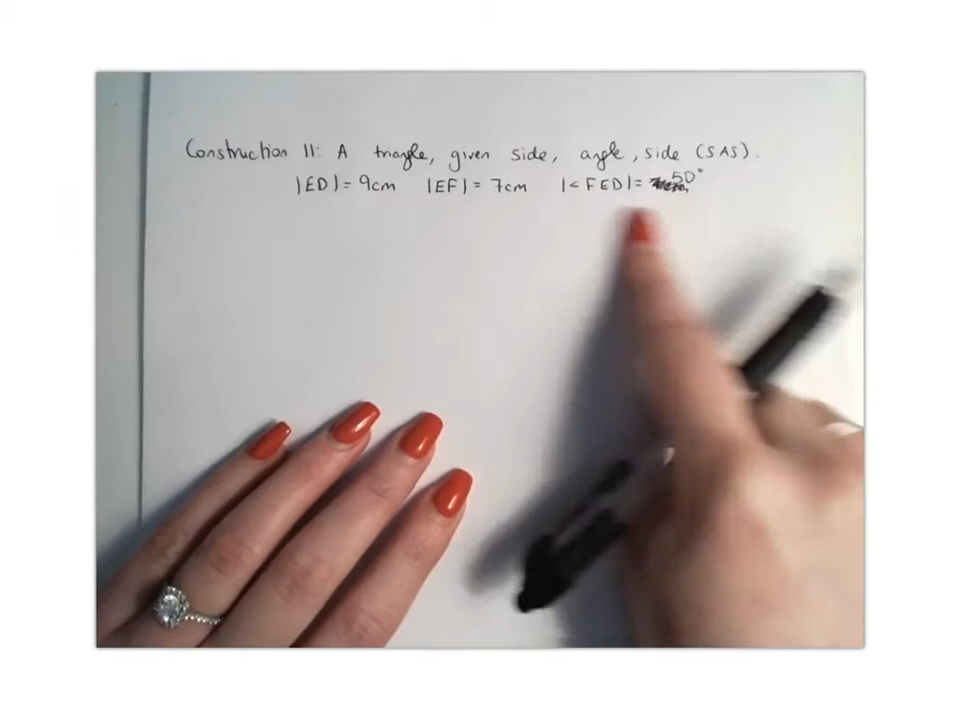 Construction 11: A triangle, given side, angle, side (SAS).
|ED| = 9cm |EF| = 7cm |< FED| = 50°